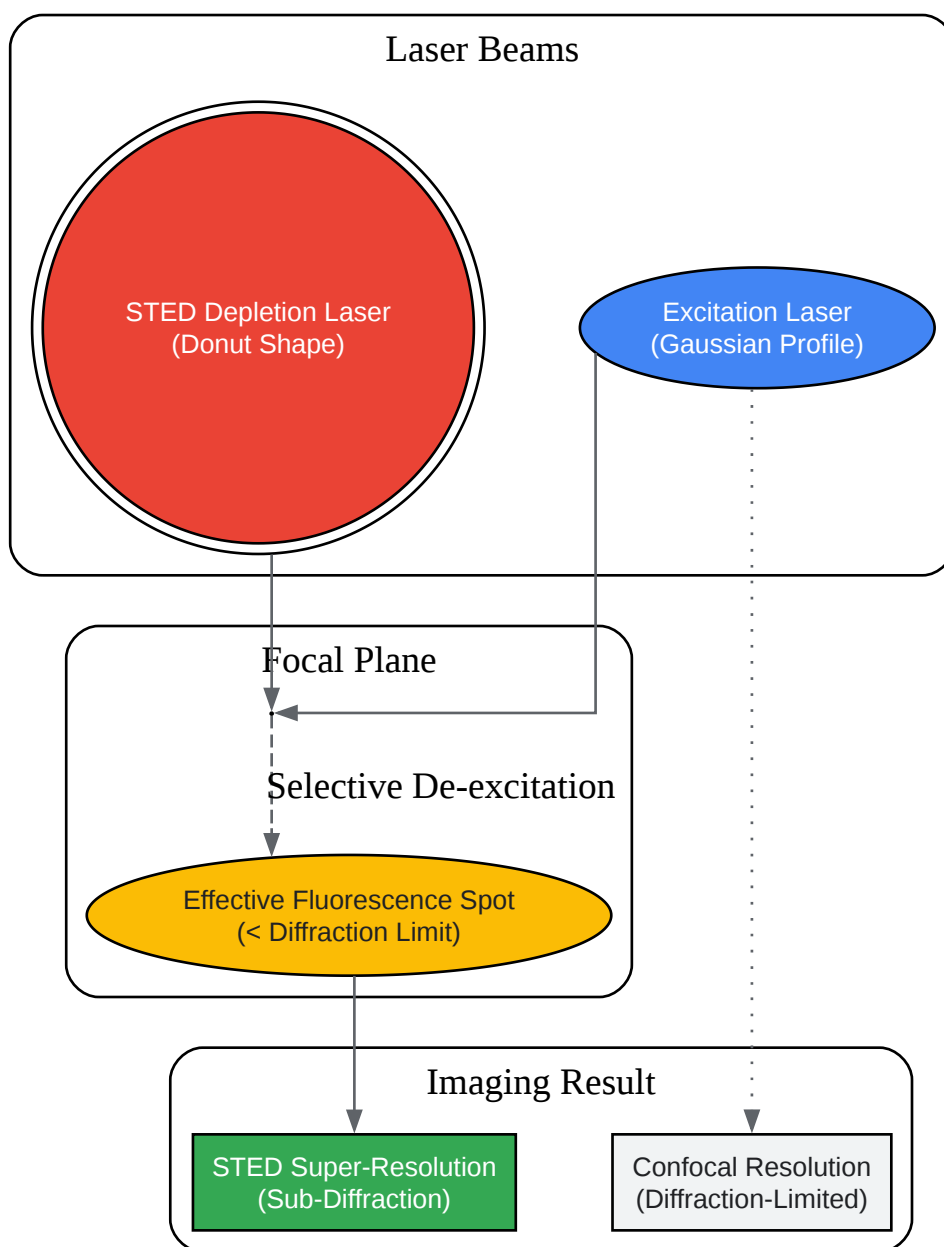 Laser Beams
STED Depletion Laser
(Donut Shape)
Excitation Laser
(Gaussian Profile)
Focal Plane
Selective De-excitation
Effective Fluorescence Spot
(< Diffraction Limit)
Imaging Result
STED Super-Resolution
(Sub-Diffraction)
Confocal Resolution
(Diffraction-Limited)